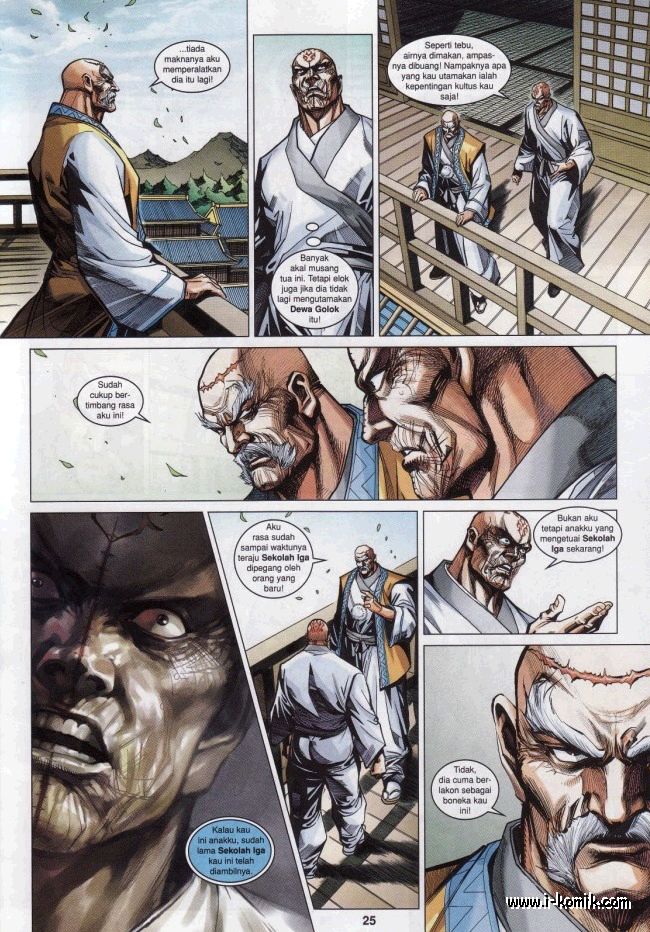 ...tiada
maknanya aku
memperalatkan
dia itu lagi!
Banyak
akal musang
tua ini. Tetapi elok
juga jika dia tidak
lagi mengutamakan
Dewa Golok
itu!
Seperti tebu,
airnya dimakan, ampas-
nya dibuang! Nampaknya apa
yang kau utamakan ialah
kepentingan kultus kau
saja!
Sudah
cukup ber-
timbang rasa
aku ini!
Kalau kau
ini anakku, sudah
lama Sekolah Iga
kau ini telah
diambilnya.
Aku
rasa sudah
sampai waktunya
teraju Sekolah Iga
dipegang oleh
orang yang
baru!
Bukan aku
tetapi anakku yang
mengetuai Sekolah
Iga sekarang!
Tidak,
dia cuma ber-
lakon sebagai
boneka kau
ini!
25
www.i-komik.com